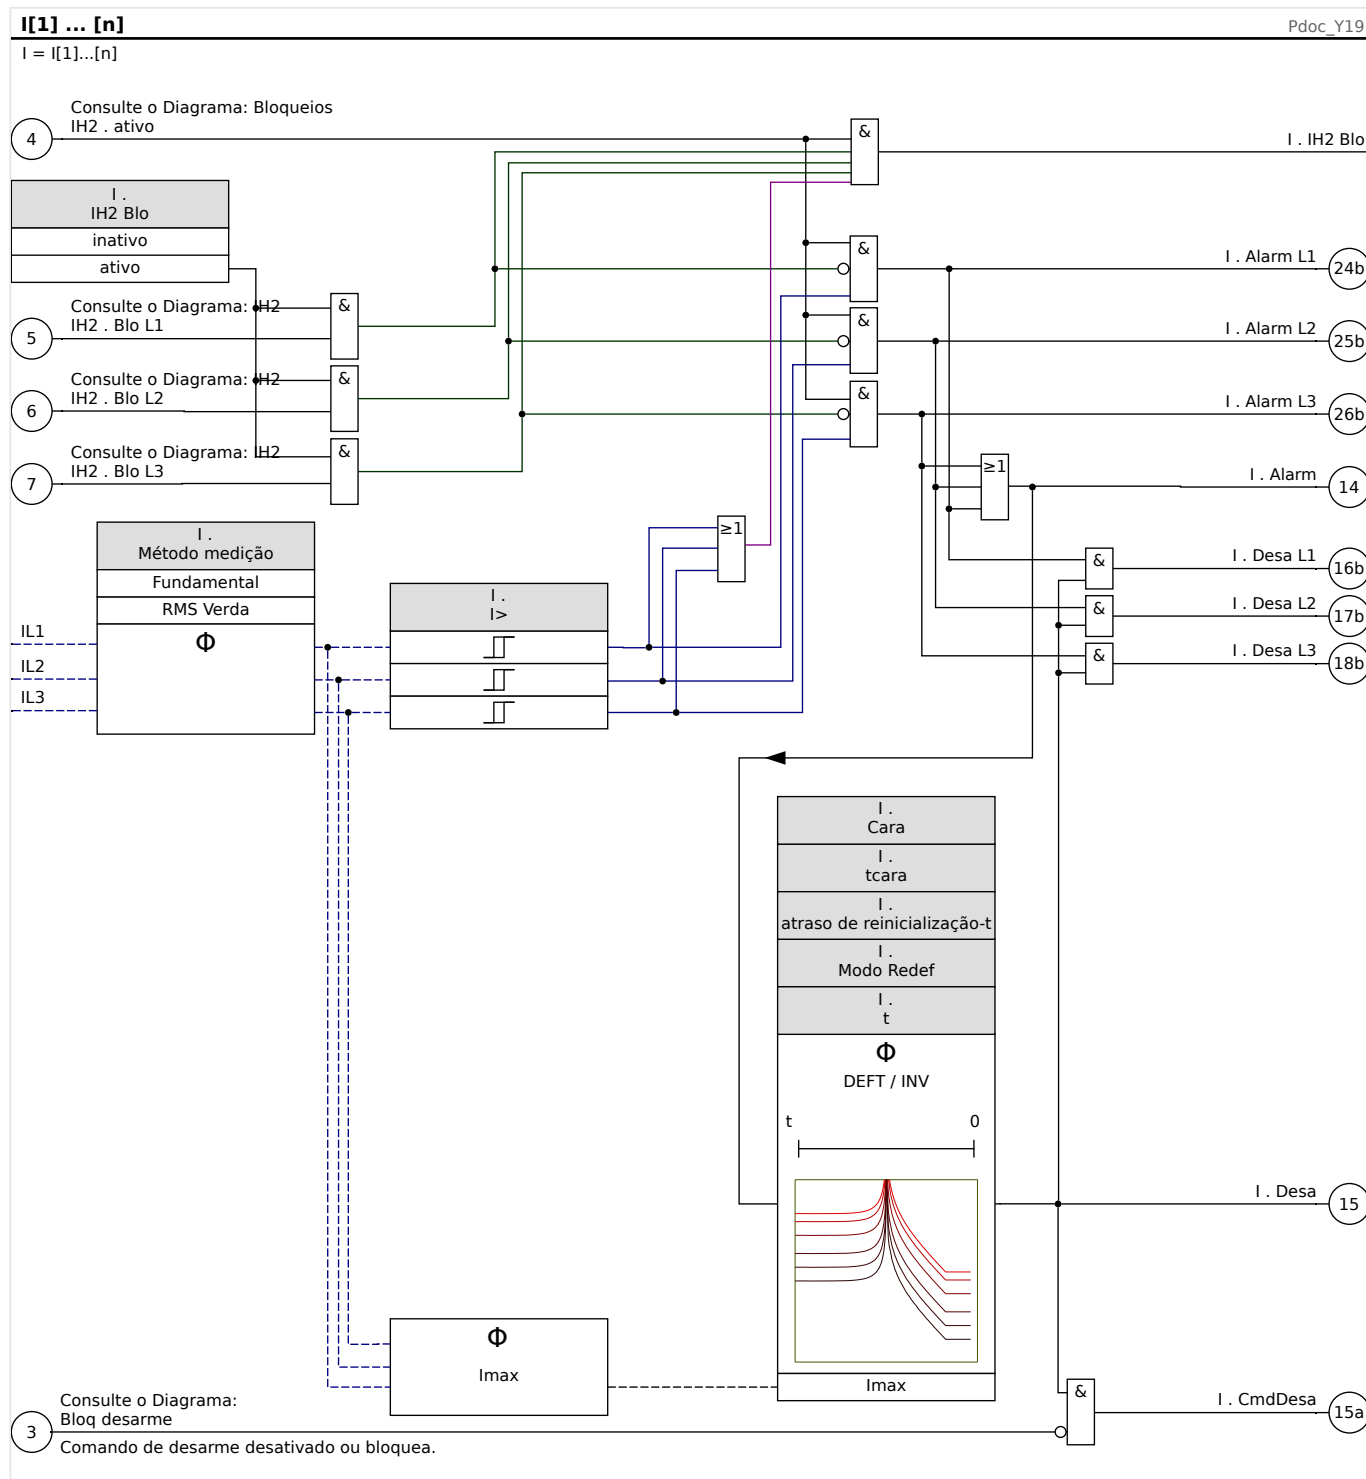 I[1] ... [n]
Pdoc_Y19
I = I[1]...[n]
Consulte o Diagrama: Bloqueios
4
IH2 . ativo
&
I . IH2 Blo
I .
IH2 Blo
inativo
ativo
&
I . Alarm L1
24b
Consulte o Diagrama: IH2
5
IH2 . Blo L1
&
&
I . Alarm L2
25b
Consulte o Diagrama: IH2
6
IH2 . Blo L2
&
&
I . Alarm L3
26b
Consulte o Diagrama: IH2
7
IH2 . Blo L3
&
≥1
I . Alarm
14
I .
Método medição
Fundamental
RMS Verda
Φ
IL1
IL2
IL3
≥1
I .
I>
&
I . Desa L1
16b
&
I . Desa L2
17b
&
I . Desa L3
18b
I .
Cara
I .
tcara
I .
atraso de reinicialização-t
I .
Modo Redef
I .
t
Φ
DEFT / INV
t
0
I . Desa
15
Φ
Imax
Imax
&
I . CmdDesa
15a
Consulte o Diagrama:
Bloq desarme
3
Comando de desarme desativado ou bloquea.